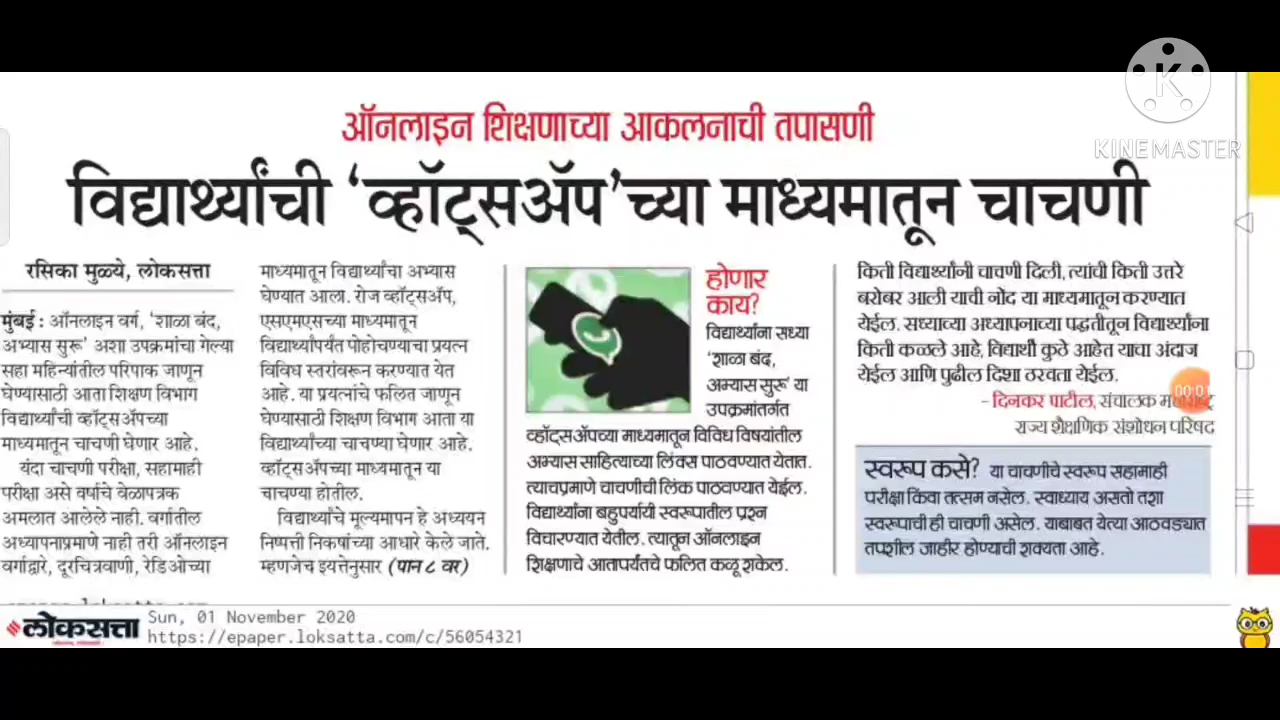 KINEMASTER
ऑनलाइन शिक्षणाच्या आकलनाची तपासणी
विद्यार्थ्यांची ‘व्हॉट्सअ‍ॅप’च्या माध्यमातून चाचणी
रसिका मुळ्ये, लोकसत्ता
मुंबई : ऑनलाइन वर्ग, ‘शाळा बंद,
अभ्यास सुरू’ अशा उपक्रमांचा गेल्या
सहा महिन्यांतील परिपाक जाणून
घेण्यासाठी आता शिक्षण विभाग
विद्यार्थ्यांची व्हॉट्सअ‍ॅपच्या
माध्यमातून चाचणी घेणार आहे.
यंदा चाचणी परीक्षा, सहामाही
परीक्षा असे वर्षाचे वेळापत्रक
अमलात आलेले नाही. वर्गातील
अध्यापनाप्रमाणे नाही तरी ऑनलाइन
वर्गाद्वारे, दूरचित्रवाणी, रेडिओच्या
माध्यमातून विद्यार्थ्यांचा अभ्यास
घेण्यात आला. रोज व्हॉट्सअ‍ॅप,
एसएमएसच्या माध्यमातून
विद्यार्थ्यांपर्यंत पोहोचण्याचा प्रयत्न
विविध स्तरांवरून करण्यात येत
आहे. या प्रयत्नांचे फलित जाणून
घेण्यासाठी शिक्षण विभाग आता या
विद्यार्थ्यांच्या चाचण्या घेणार आहे.
व्हॉट्सअ‍ॅपच्या माध्यमातून या
चाचण्या होतील.
विद्यार्थ्यांचे मूल्यमापन हे अध्ययन
निष्पत्ती निकषांच्या आधारे केले जाते.
म्हणजेच इयत्तेनुसार (पान ८ वर)
होणार
काय?
विद्यार्थ्यांना सध्या
‘शाळा बंद,
अभ्यास सुरू’ या
उपक्रमांतर्गत
व्हॉट्सअ‍ॅपच्या माध्यमातून विविध विषयांतील
अभ्यास साहित्याच्या लिंक्स पाठवण्यात येतात.
त्याचप्रमाणे चाचणीची लिंक पाठवण्यात येईल.
विद्यार्थ्यांना बहुपर्यायी स्वरूपातील प्रश्न
विचारण्यात येतील. त्यातून ऑनलाइन
शिक्षणाचे आतापर्यंतचे फलित कळू शकेल.
किती विद्यार्थ्यांनी चाचणी दिली, त्यांची किती उत्तरे
बरोबर आली याची नोंद या माध्यमातून करण्यात
येईल. सध्याच्या अध्यापनाच्या पद्धतीतून विद्यार्थ्यांना
किती कळले आहे, विद्यार्थी कुठे आहेत याचा अंदाज
येईल आणि पुढील दिशा ठरवता येईल.
00:01
- दिनकर पाटील, संचालक
राज्य शैक्षणिक संशोधन परिषद
स्वरूप कसे? या चाचणीचे स्वरूप सहामाही
परीक्षा किंवा तत्सम नसेल. स्वाध्याय असतो तशा
स्वरूपाची ही चाचणी असेल. याबाबत येत्या आठवड्यात
तपशील जाहीर होण्याची शक्यता आहे.
लोकसत्ता
Sun, 01 November 2020
https://epaper.loksatta.com/c/56054321